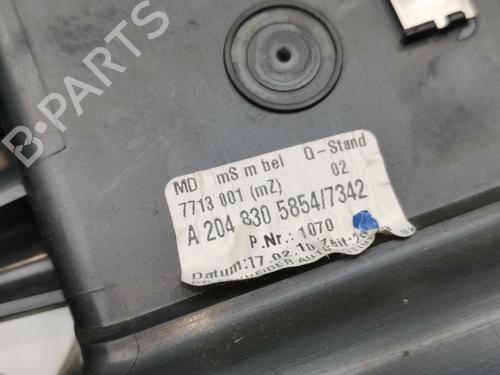 B-PARTS
MD mS m bel Q-Stand
7713 001 (mZ) 02
A 204 830 5854/7342
P.Nr.: 1070
Datum:17.02.10